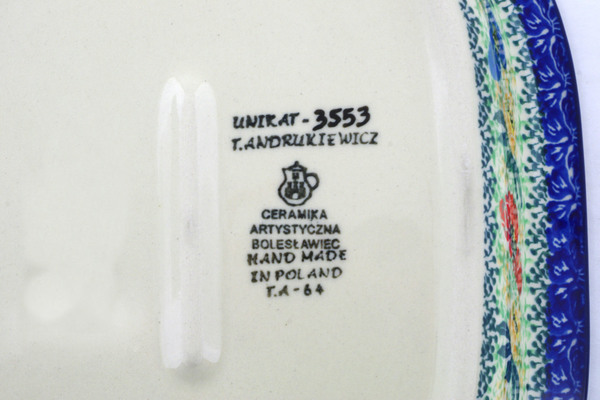 UNIKAT-3553
T.ANDRUKIEWICZ
CERAMIKA
ARTYSTYCZNA
BOLESŁAWIEC
HAND MADE
IN POLAND
T.A-64